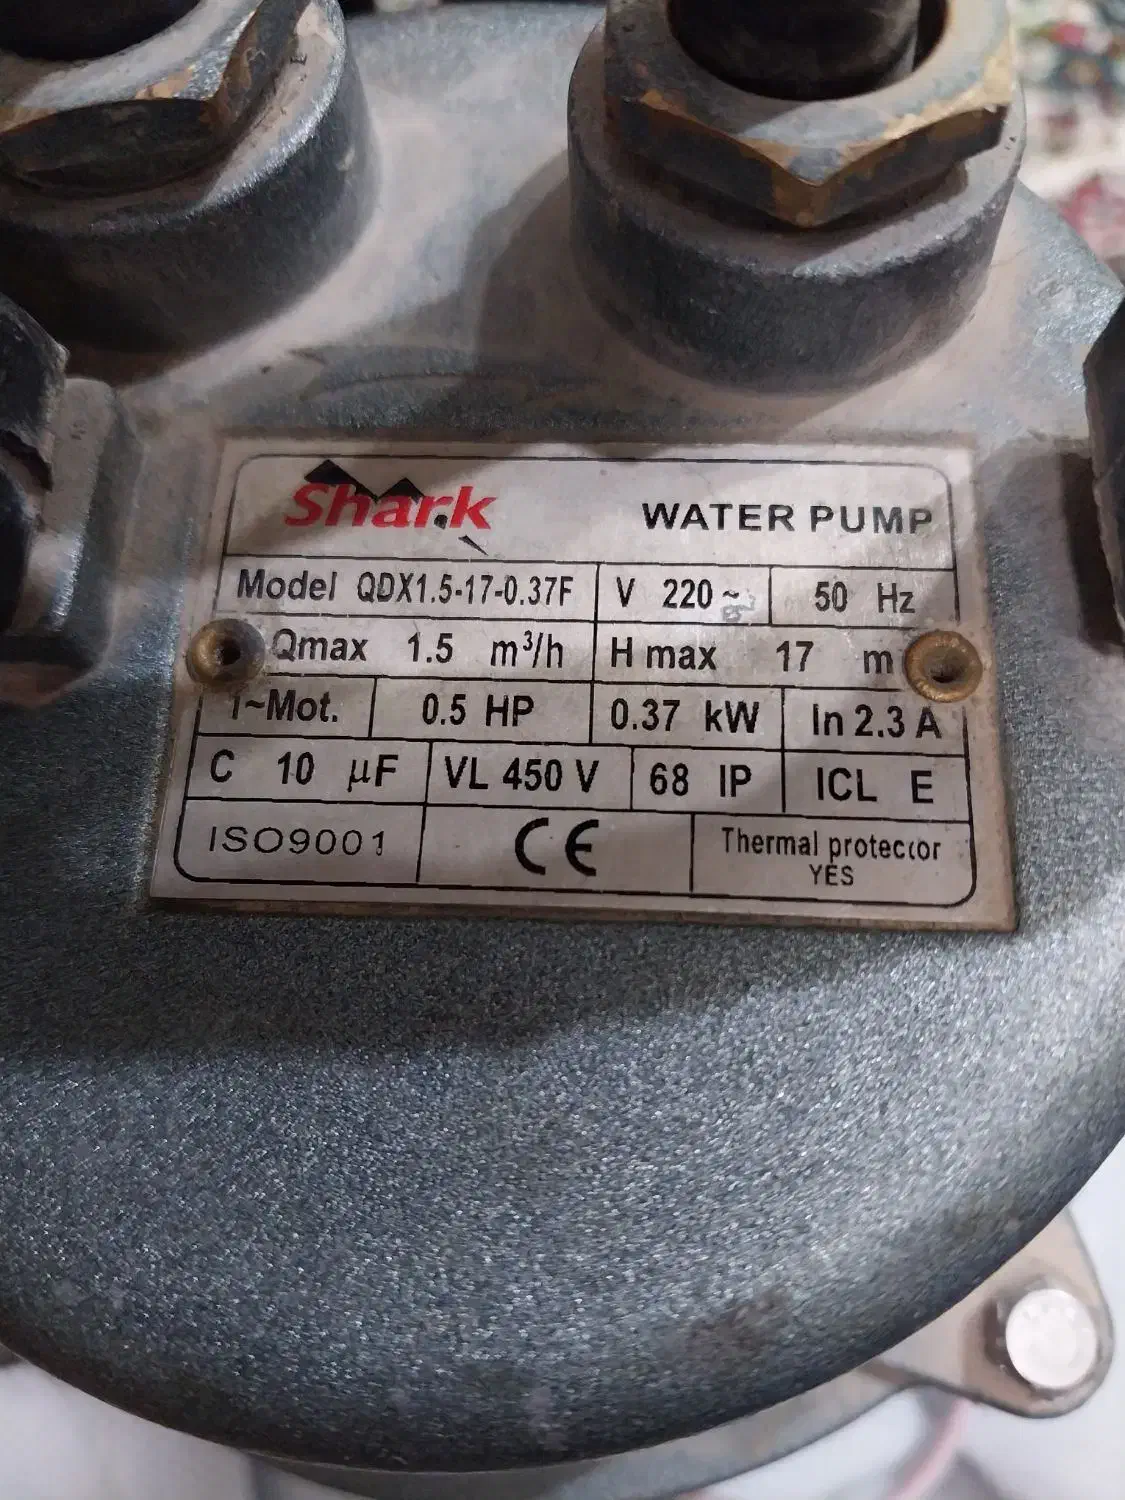 Shark WATER PUMP
Model QDX1.5-17-0.37F V 220~ 50 Hz
Qmax 1.5 m³/h H max 17 m
1~Mot. 0.5 HP 0.37 kW In 2.3 A
C 10 µF VL 450 V 68 IP ICL E
ISO9001 CE Thermal protector
YES